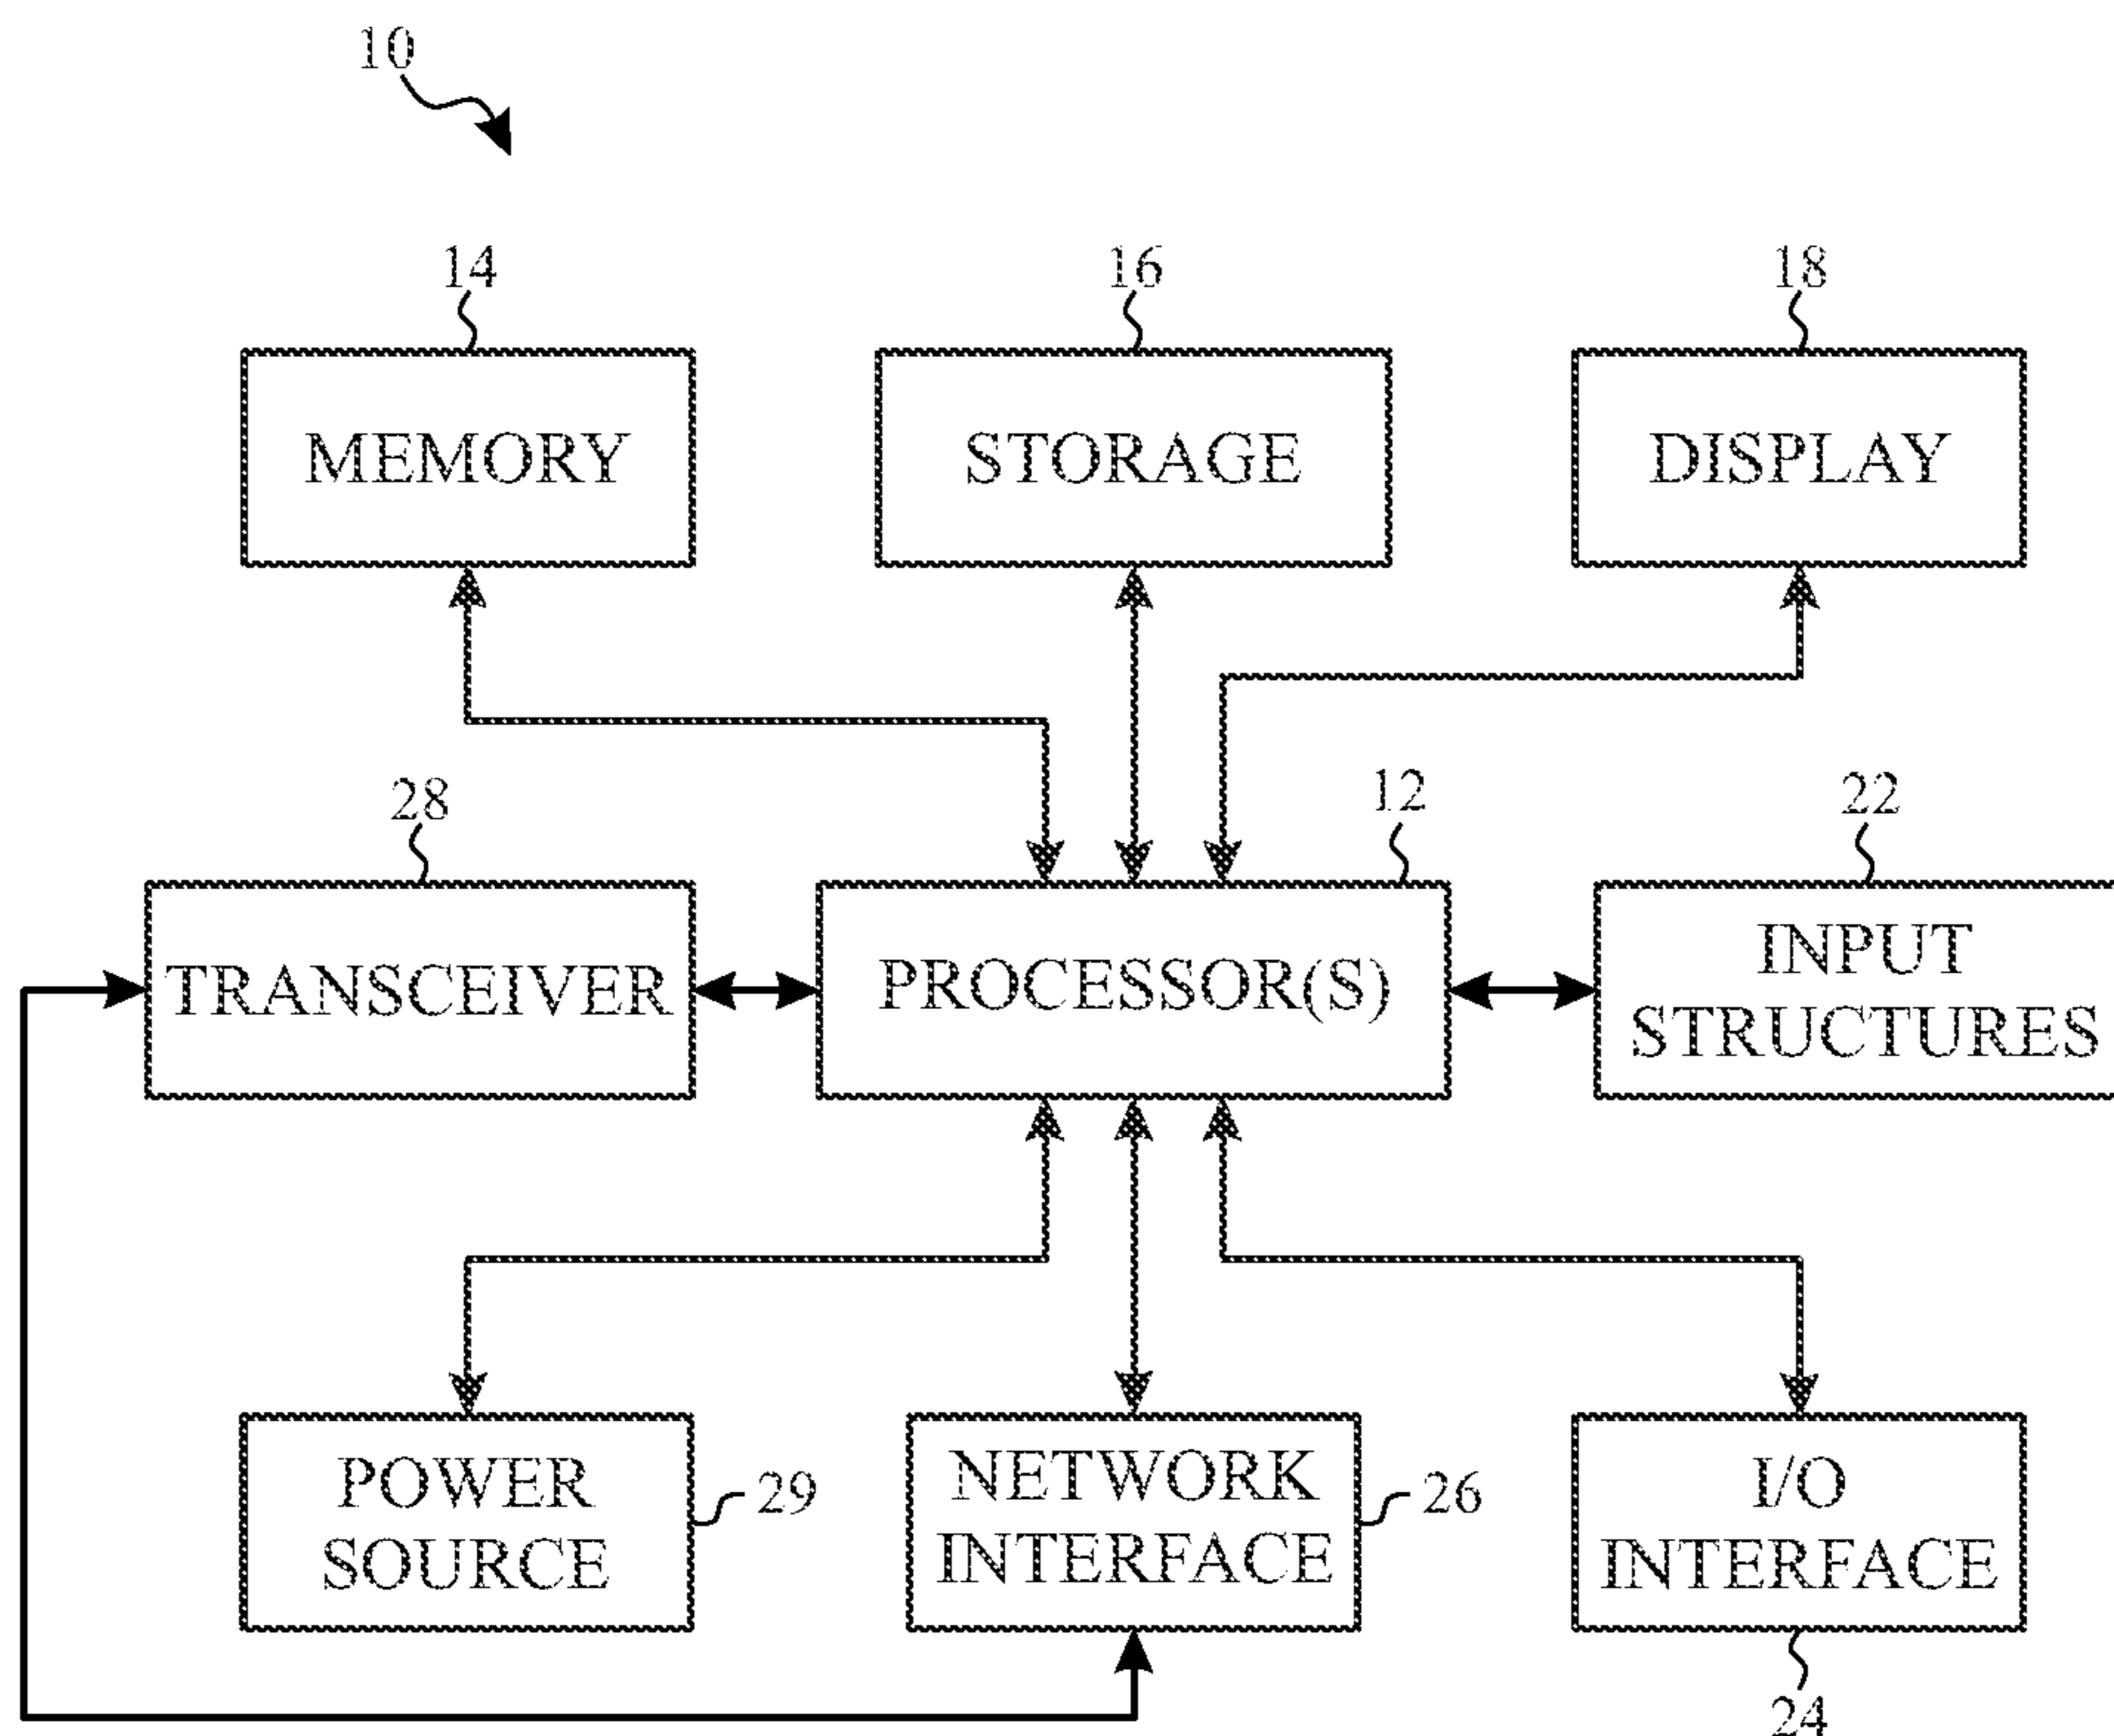 10
14
16
18
MEMORY
STORAGE
DISPLAY
28
12
22
TRANSCEIVER
PROCESSOR(S)
INPUT
STRUCTURES
POWER
SOURCE
29
NETWORK
INTERFACE
26
I/O
INTERFACE
24